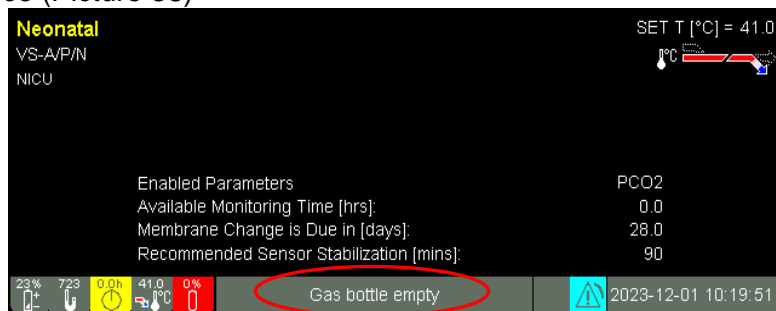 Neonatal
SET T [°C] = 41.0
VS-A/P/N
°C
NICU
Enabled Parameters PCO2
Available Monitoring Time [hrs]: 0.0
Membrane Change is Due in [days]: 28.0
Recommended Sensor Stabilization [mins]: 90
23% 723 0.0h 41.0 °C 0% Gas bottle empty 2023-12-01 10:19:51